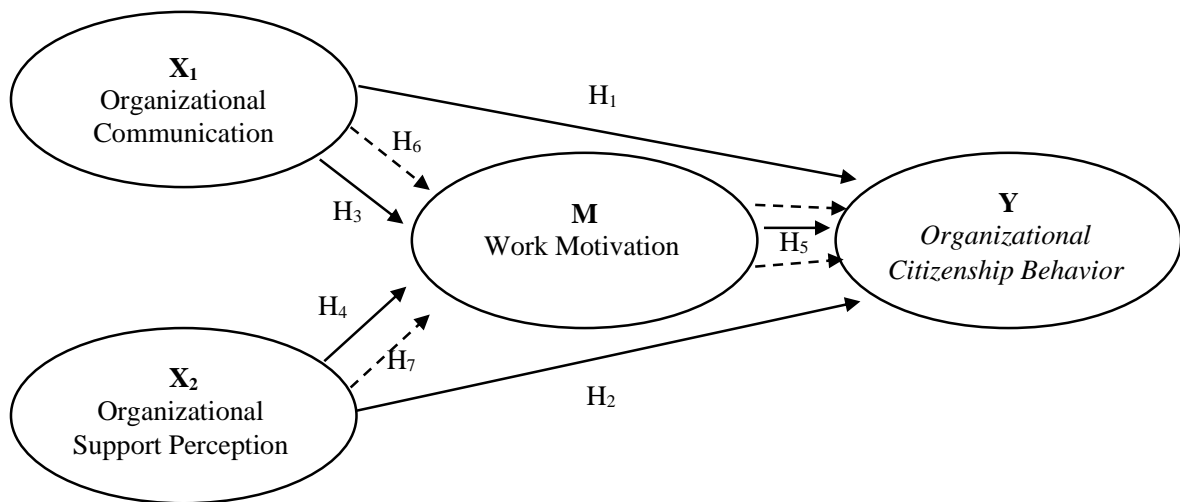 X₁
Organizational
Communication
H₁
H₆
H₃
M
Work Motivation
H₅
Y
Organizational
Citizenship Behavior
H₄
H₇
X₂
Organizational
Support Perception
H₂